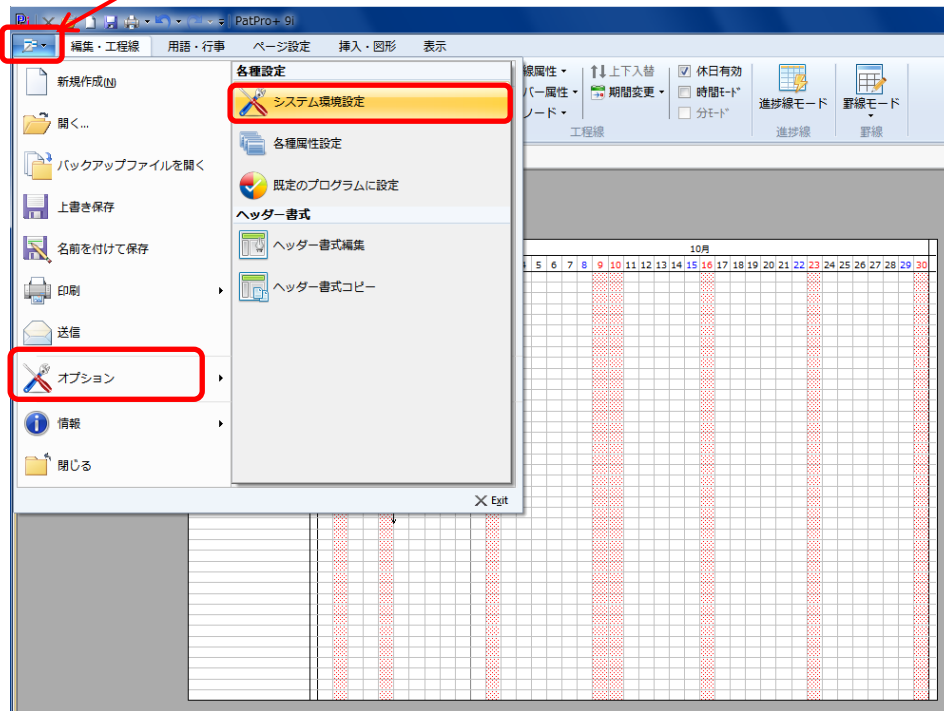 PatPro+ 9i
編集・工程線 用語・行事 ページ設定 挿入・図形 表示
新規作成(N)
開く...
バックアップファイルを開く
上書き保存
名前を付けて保存
印刷
送信
オプション
情報
閉じる
各種設定
システム環境設定
各種属性設定
既定のプログラムに設定
ヘッダー書式
ヘッダー書式編集
ヘッダー書式コピー
Exit
線属性 上下入替 休日有効
バー属性 期間変更 時間ﾓｰﾄﾞ
ノード 分ﾓｰﾄﾞ
工程線
進捗線モード
進捗線
罫線モード
罫線
10月
5 6 7 8 9 10 11 12 13 14 15 16 17 18 19 20 21 22 23 24 25 26 27 28 29 30